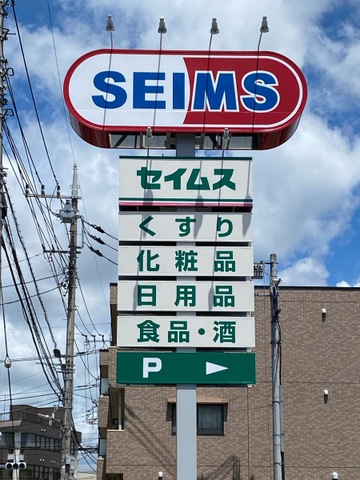 SEIMS
セイムス
くすり
化粧品
日用品
食品・酒
P ►